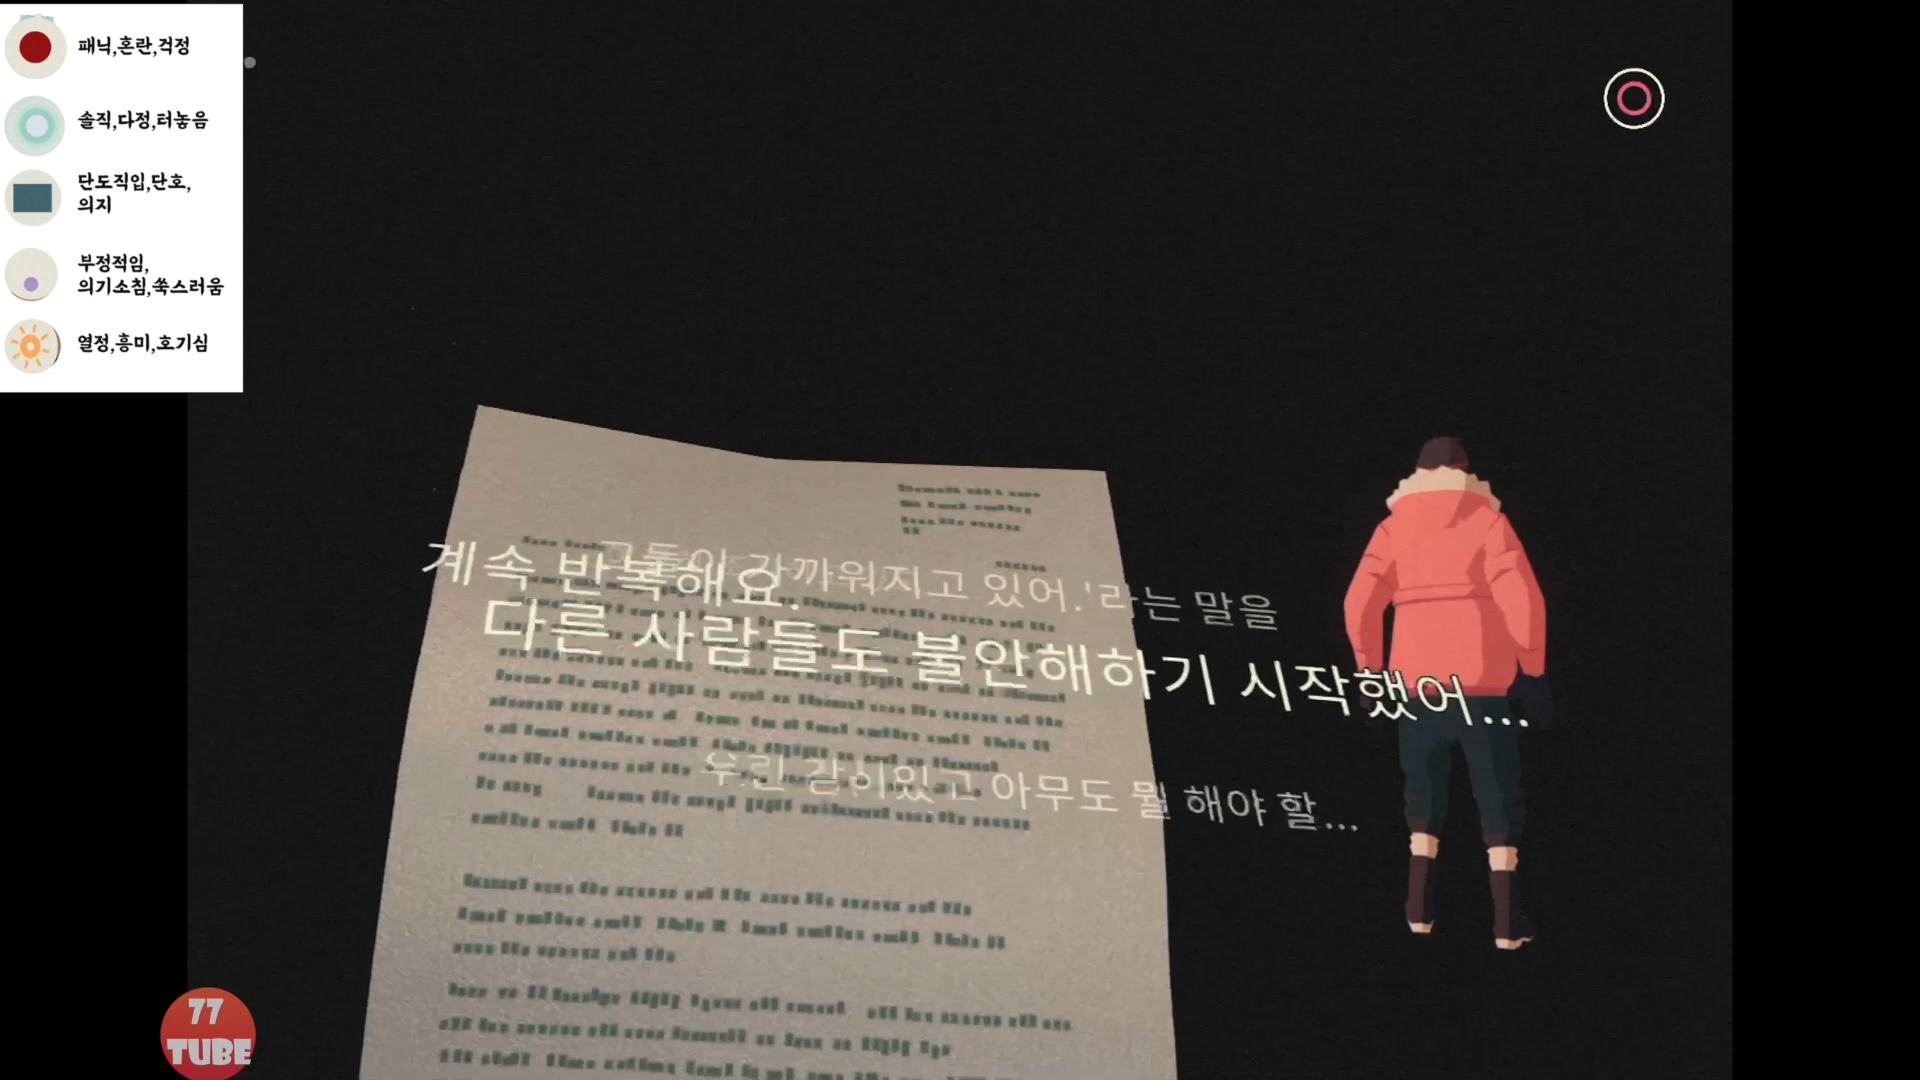 패닉,혼란,걱정
솔직,다정,터놓음
단도직입,단호,
의지
부정적임,
의기소침,쑥스러움
열정,흥미,호기심
그들이 가까워지고 있어.'라는 말을
계속 반복해요.
다른 사람들도 불안해하기 시작했어...
우린 같이있고 아무도 뭘 해야 할...
77
TUBE